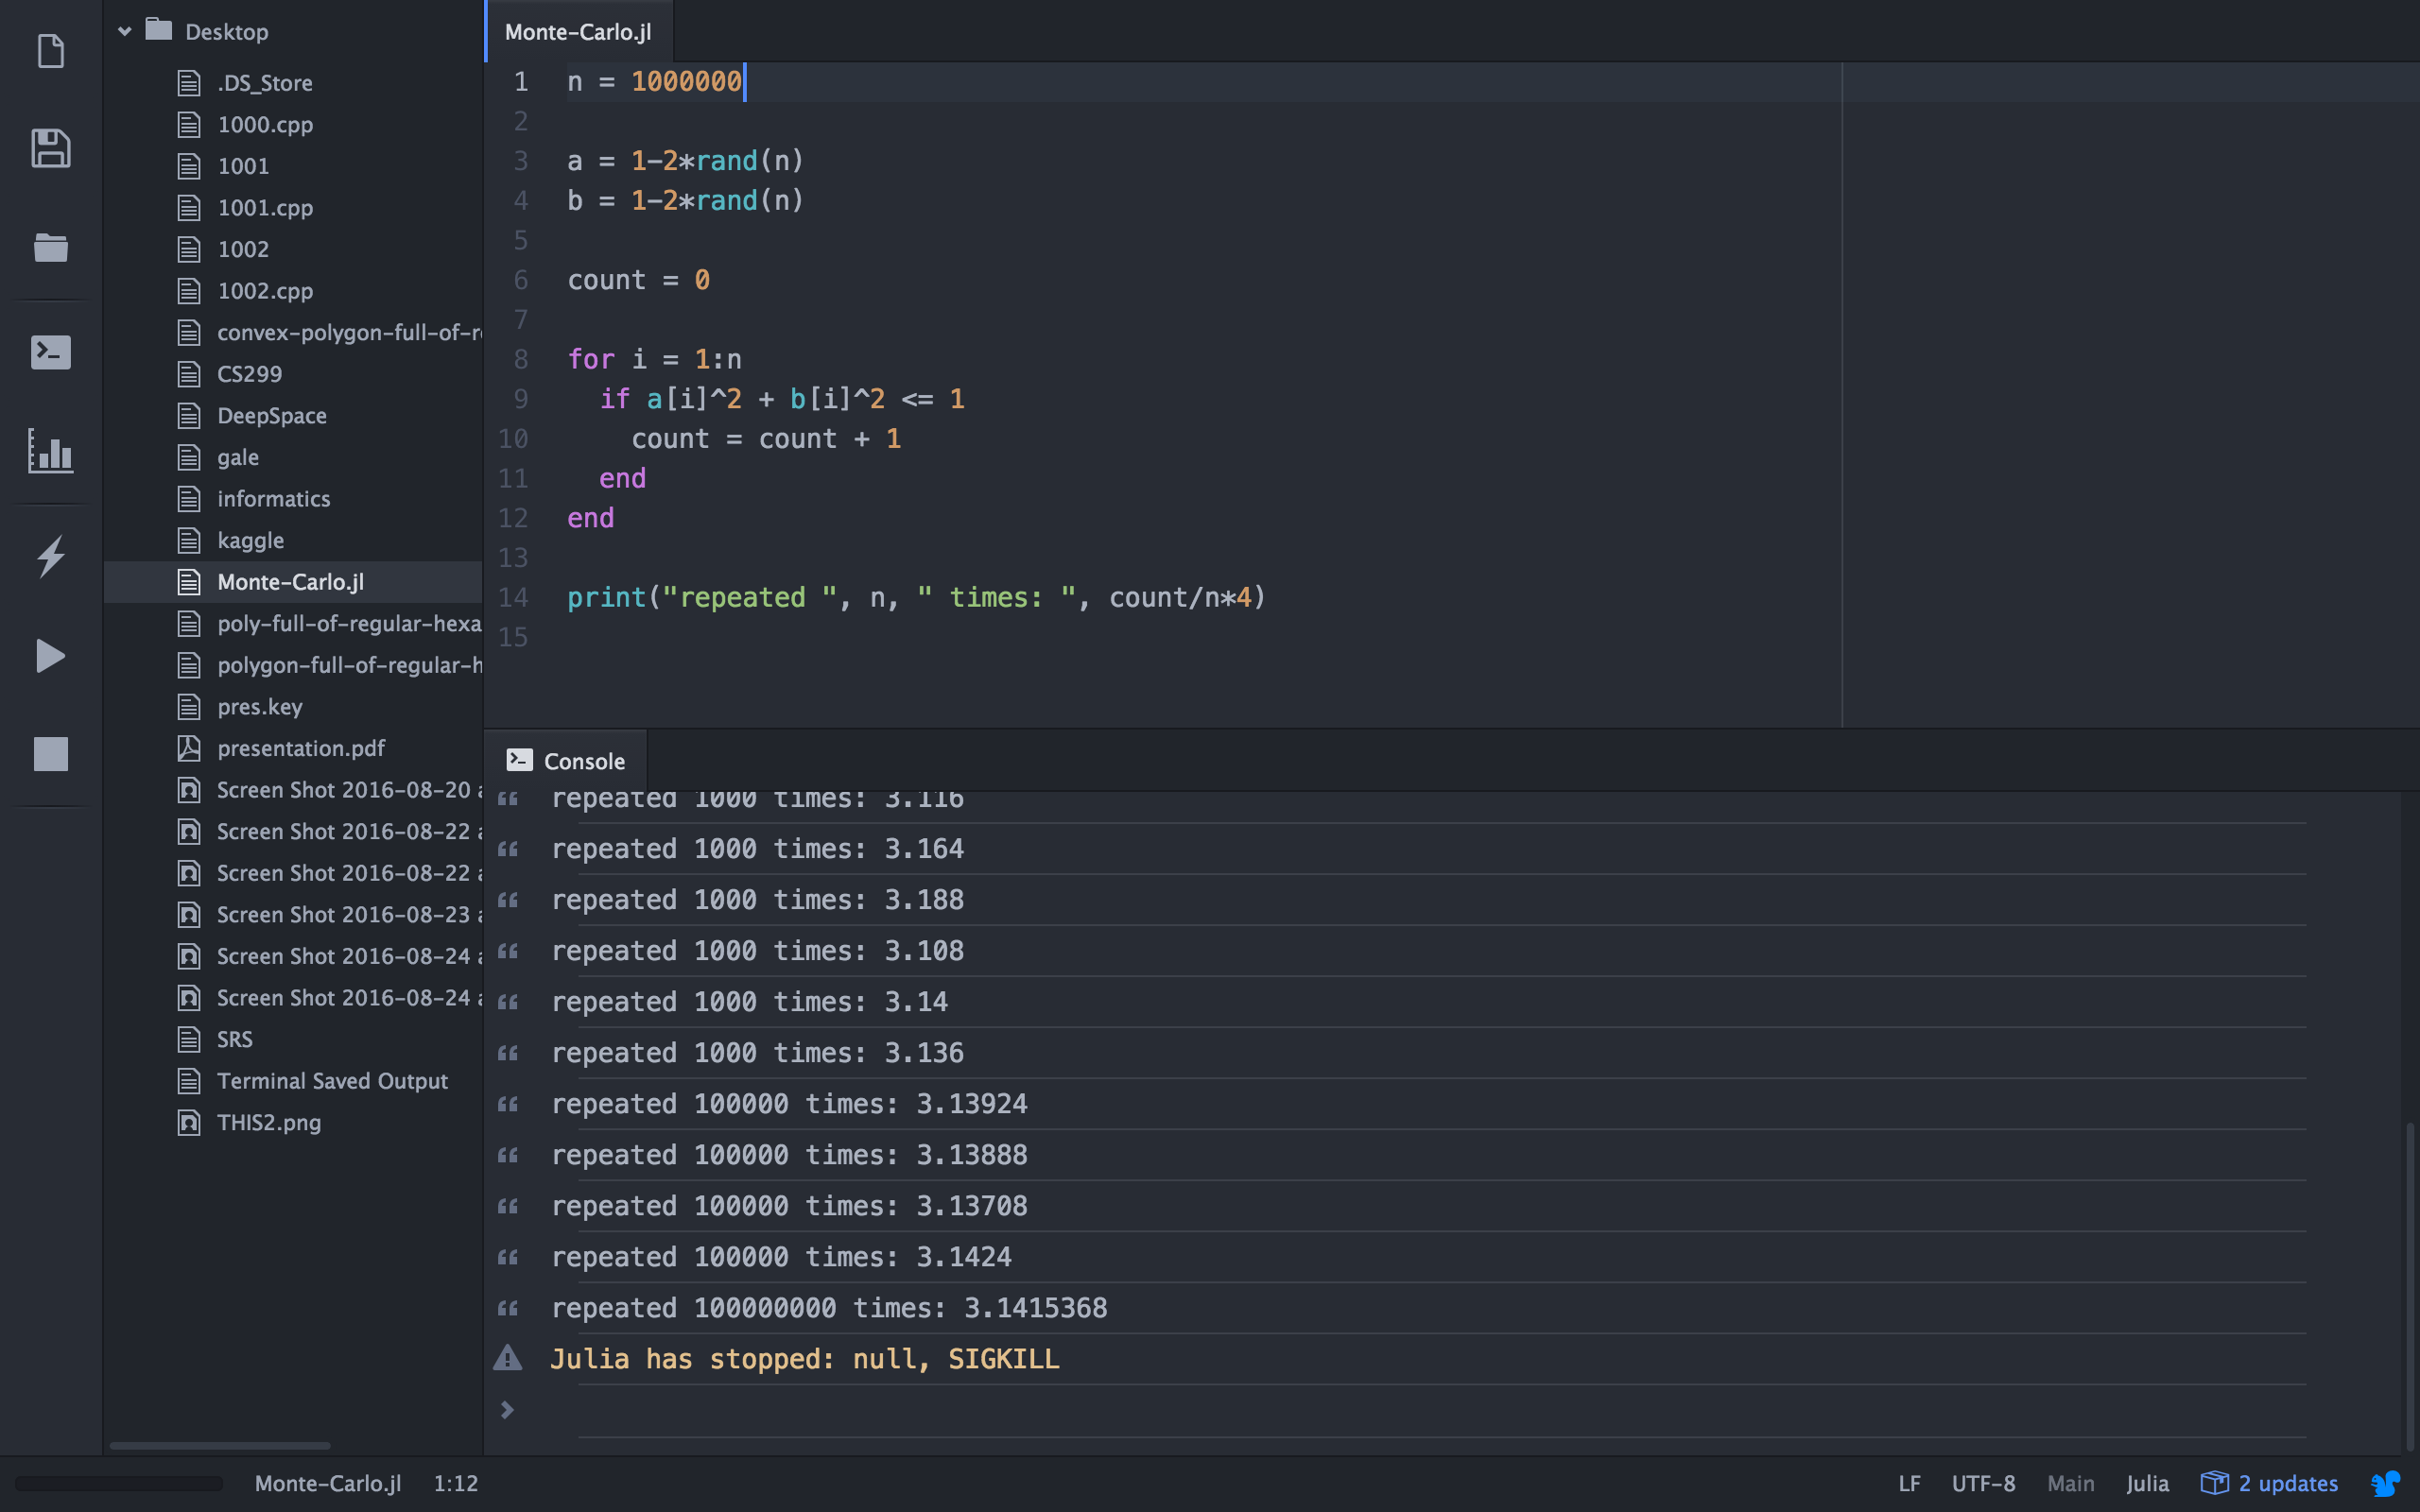 Desktop
.DS_Store
1000.cpp
1001
1001.cpp
1002
1002.cpp
convex-polygon-full-of-r
CS299
DeepSpace
gale
informatics
kaggle
Monte-Carlo.jl
poly-full-of-regular-hexa
polygon-full-of-regular-h
pres.key
presentation.pdf
Screen Shot 2016-08-20 a
Screen Shot 2016-08-22 a
Screen Shot 2016-08-22 a
Screen Shot 2016-08-23 a
Screen Shot 2016-08-24 a
Screen Shot 2016-08-24 a
SRS
Terminal Saved Output
THIS2.png
Monte-Carlo.jl
1 n = 1000000
2
3 a = 1-2*rand(n)
4 b = 1-2*rand(n)
5
6 count = 0
7
8 for i = 1:n
9 if a[i]^2 + b[i]^2 <= 1
10 count = count + 1
11 end
12 end
13
14 print("repeated ", n, " times: ", count/n*4)
15
Console
repeated 1000 times: 3.116
repeated 1000 times: 3.164
repeated 1000 times: 3.188
repeated 1000 times: 3.108
repeated 1000 times: 3.14
repeated 1000 times: 3.136
repeated 100000 times: 3.13924
repeated 100000 times: 3.13888
repeated 100000 times: 3.13708
repeated 100000 times: 3.1424
repeated 100000000 times: 3.1415368
Julia has stopped: null, SIGKILL
Monte-Carlo.jl 1:12 LF UTF-8 Main Julia 2 updates